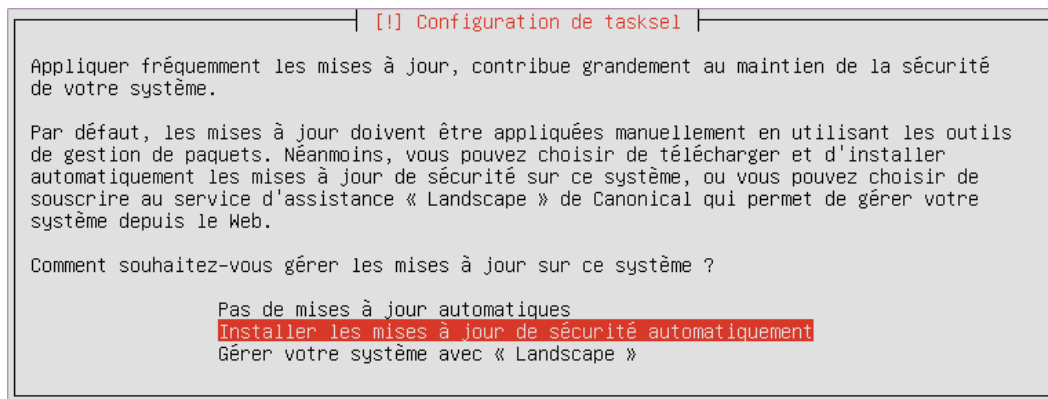 [!] Configuration de tasksel
Appliquer fréquemment les mises à jour, contribue grandement au maintien de la sécurité
de votre système.
Par défaut, les mises à jour doivent être appliquées manuellement en utilisant les outils
de gestion de paquets. Néanmoins, vous pouvez choisir de télécharger et d'installer
automatiquement les mises à jour de sécurité sur ce système, ou vous pouvez choisir de
souscrire au service d'assistance « Landscape » de Canonical qui permet de gérer votre
système depuis le Web.
Comment souhaitez-vous gérer les mises à jour sur ce système ?
Pas de mises à jour automatiques
Installer les mises à jour de sécurité automatiquement
Gérer votre système avec « Landscape »